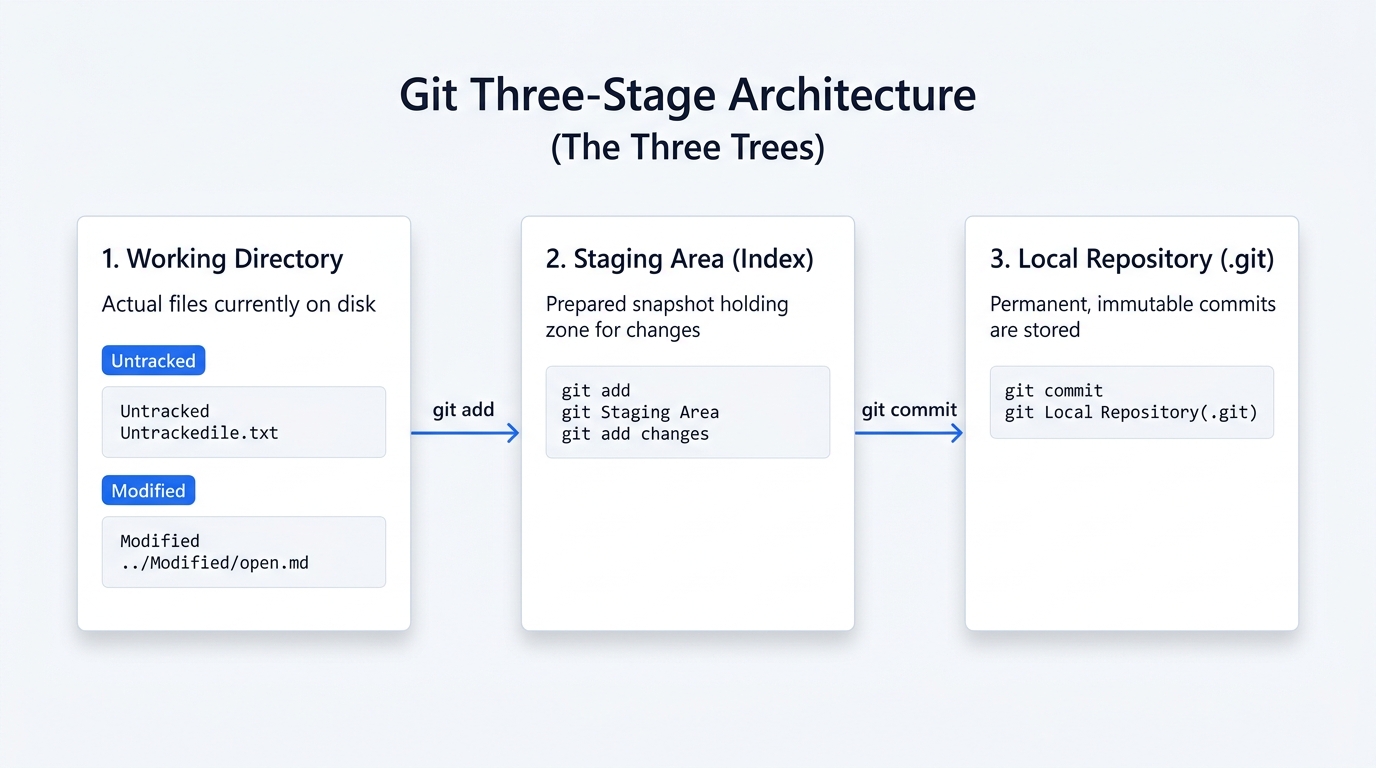 Git Three-Stage Architecture
(The Three Trees)
1. Working Directory
Actual files currently on disk
Untracked
Untracked
Untrackedile.txt
Modified
Modified
../Modified/open.md
git add
2. Staging Area (Index)
Prepared snapshot holding
zone for changes
git add
git Staging Area
git add changes
git commit
3. Local Repository (.git)
Permanent, immutable commits
are stored
git commit
git Local Repository(.git)